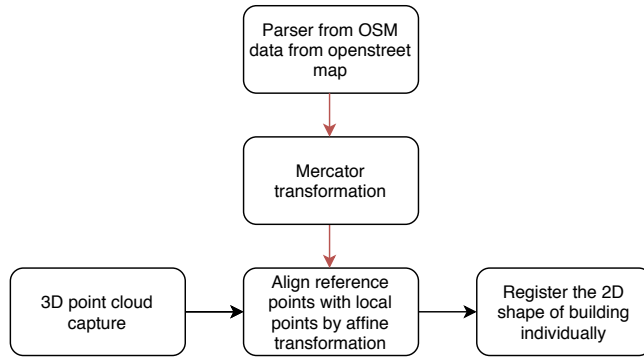 Parser from OSM
data from openstreet
map
Mercator
transformation
3D point cloud
capture
Align reference
points with local
points by affine
transformation
Register the 2D
shape of building
individually